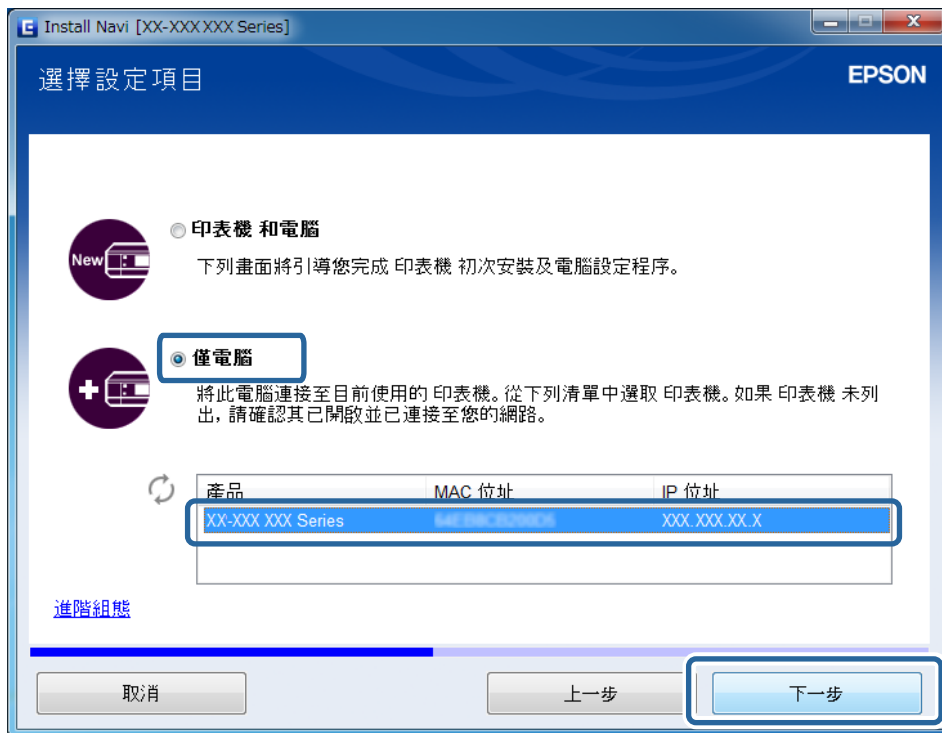 Install Navi [XX-XXX XXX Series]
選擇設定項目
EPSON
New
印表機 和電腦
下列畫面將引導您完成 印表機 初次安裝及電腦設定程序。
僅電腦
將此電腦連接至目前使用的 印表機。從下列清單中選取 印表機。如果 印表機 未列
出, 請確認其已開啟並已連接至您的網路。
產品 MAC 位址 IP 位址
XX-XXX XXX Series XXX.XXX.XX.X
進階組態
取消 上一步 下一步